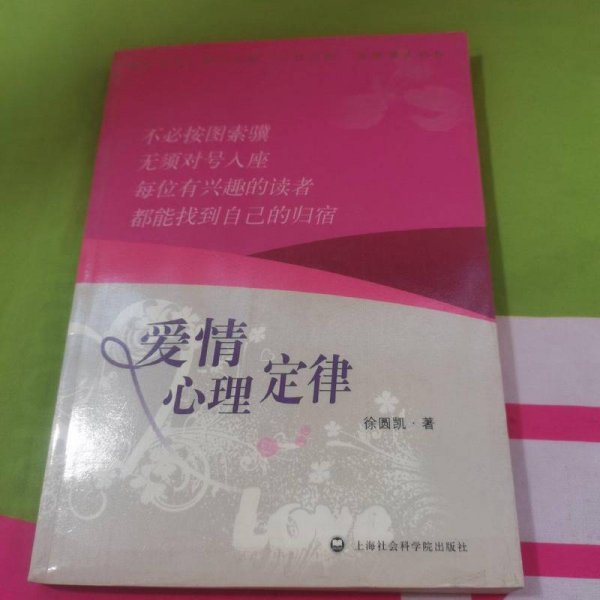 不必按图索骥
无须对号入座
每位有兴趣的读者
都能找到自己的归宿
爱情
心理定律
徐圆凯·著
Love
上海社会科学院出版社